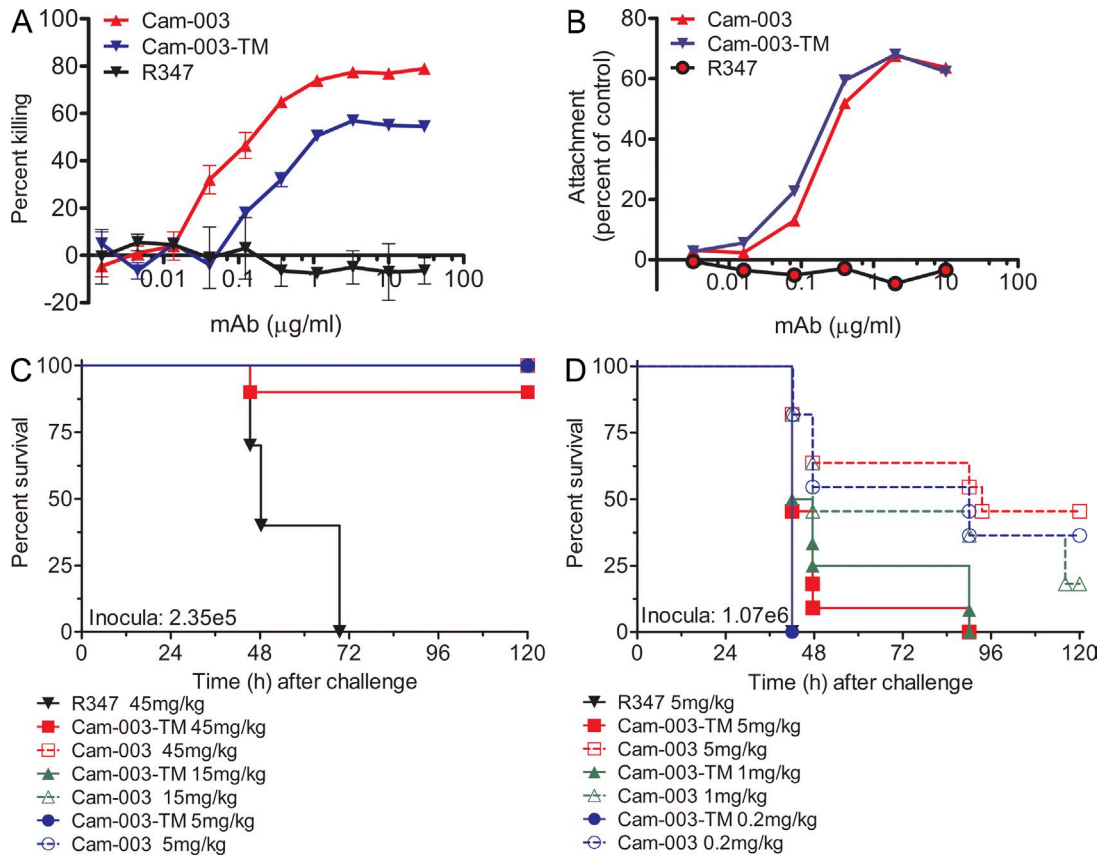 A
Cam-003
Cam-003-TM
R347
Percent killing
100
80
60
40
20
0
-20
0.01
0.1
1
10
100
mAb (μg/ml)
B
Cam-003
Cam-003-TM
R347
Attachment
(percent of control)
80
60
40
20
0
0.01
0.1
1
10
100
mAb (μg/ml)
C
Percent survival
100
75
50
25
0
Inocula: 2.35e5
0 24 48 72 96 120
Time (h) after challenge
R347 45mg/kg
Cam-003-TM 45mg/kg
Cam-003 45mg/kg
Cam-003-TM 15mg/kg
Cam-003 15mg/kg
Cam-003-TM 5mg/kg
Cam-003 5mg/kg
D
Percent survival
100
75
50
25
0
Inocula: 1.07e6
0 24 48 72 96 120
Time (h) after challenge
R347 5mg/kg
Cam-003-TM 5mg/kg
Cam-003 5mg/kg
Cam-003-TM 1mg/kg
Cam-003 1mg/kg
Cam-003-TM 0.2mg/kg
Cam-003 0.2mg/kg